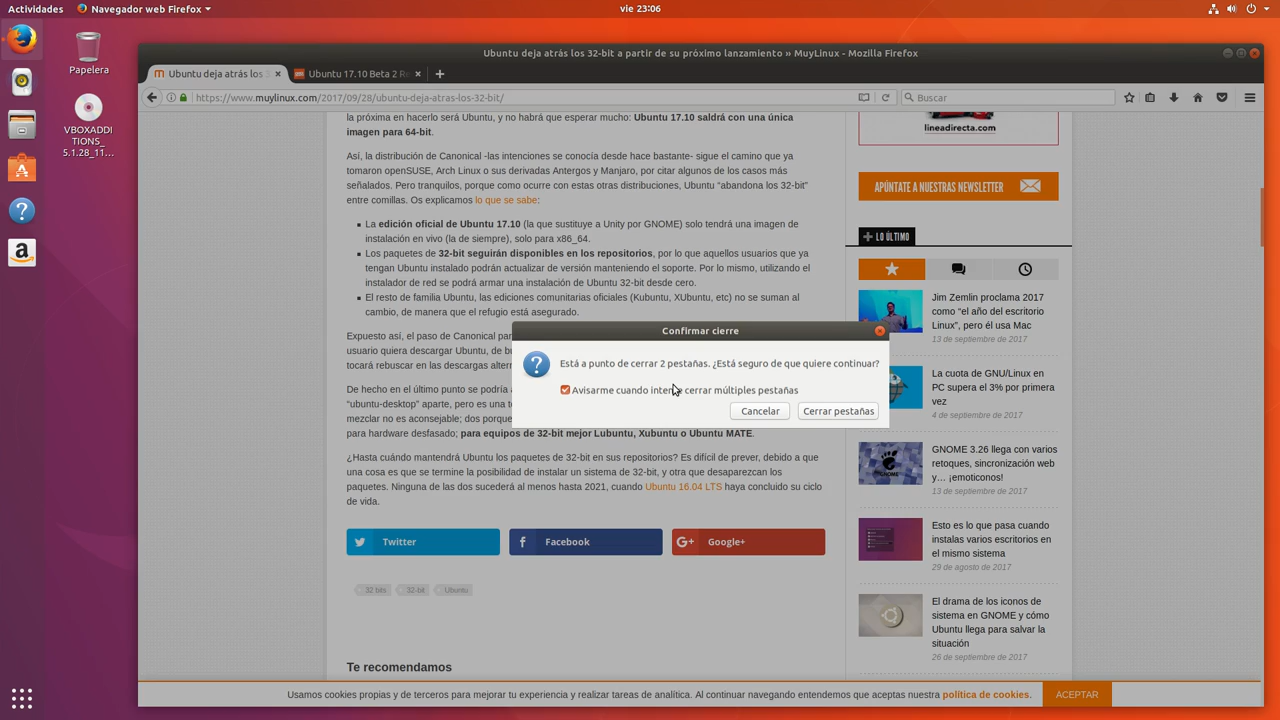 Actividades
Navegador web Firefox
vie 23:06
Papelera
VBOXADDI
TIONS_
5.1.28_11...
Ubuntu deja atrás los 32-bit a partir de su próximo lanzamiento » MuyLinux - Mozilla Firefox
Ubuntu deja atrás los 3
Ubuntu 17.10 Beta 2 Re
https://www.muylinux.com/2017/09/28/ubuntu-deja-atras-los-32-bit/
Buscar
la próxima en hacerlo será Ubuntu, y no habrá que esperar mucho: Ubuntu 17.10 saldrá con una única
imagen para 64-bit.
Así, la distribución de Canonical -las intenciones se conocía desde hace bastante- sigue el camino que ya
tomaron openSUSE, Arch Linux o sus derivadas Antergos y Manjaro, por citar algunos de los casos más
señalados. Pero tranquilos, porque como ocurre con estas otras distribuciones, Ubuntu “abandona los 32-bit”
entre comillas. Os explicamos lo que se sabe:
La edición oficial de Ubuntu 17.10 (la que sustituye a Unity por GNOME) solo tendrá una imagen de
instalación en vivo (la de siempre), solo para x86_64.
Los paquetes de 32-bit seguirán disponibles en los repositorios, por lo que aquellos usuarios que ya
tengan Ubuntu instalado podrán actualizar de versión manteniendo el soporte. Por lo mismo, utilizando el
instalador de red se podrá armar una instalación de Ubuntu 32-bit desde cero.
El resto de familia Ubuntu, las ediciones comunitarias oficiales (Kubuntu, XUbuntu, etc) no se suman al
cambio, de manera que el refugio está asegurado.
Expuesto así, el paso de Canonical par
usuario quiera descargar Ubuntu, de b
tocará rebuscar en las descargas altern
De hecho en el último punto se podría a
“ubuntu-desktop” aparte, pero es una t
mezclar no es aconsejable; dos porque
para hardware desfasado; para equipos de 32-bit mejor Lubuntu, Xubuntu o Ubuntu MATE.
¿Hasta cuándo mantendrá Ubuntu los paquetes de 32-bit en sus repositorios? Es difícil de prever, debido a que
una cosa es que se termine la posibilidad de instalar un sistema de 32-bit, y otra que desaparezcan los
paquetes. Ninguna de las dos sucederá al menos hasta 2021, cuando Ubuntu 16.04 LTS haya concluido su ciclo
de vida.
Confirmar cierre
Está a punto de cerrar 2 pestañas. ¿Está seguro de que quiere continuar?
Avisarme cuando intente cerrar múltiples pestañas
Cancelar
Cerrar pestañas
Twitter
Facebook
Google+
32 bits
32-bit
Ubuntu
Te recomendamos
lineadirecta.com
APÚNTATE A NUESTRAS NEWSLETTER
LO ÚLTIMO
Jim Zemlin proclama 2017
como “el año del escritorio
Linux”, pero él usa Mac
13 de septiembre de 2017
La cuota de GNU/Linux en
PC supera el 3% por primera
vez
4 de septiembre de 2017
GNOME 3.26 llega con varios
retoques, sincronización web
y… ¡emoticonos!
13 de septiembre de 2017
Esto es lo que pasa cuando
instalas varios escritorios en
el mismo sistema
29 de agosto de 2017
El drama de los iconos de
sistema en GNOME y cómo
Ubuntu llega para salvar la
situación
26 de septiembre de 2017
Usamos cookies propias y de terceros para mejorar tu experiencia y realizar tareas de analítica. Al continuar navegando entendemos que aceptas nuestra política de cookies.
ACEPTAR